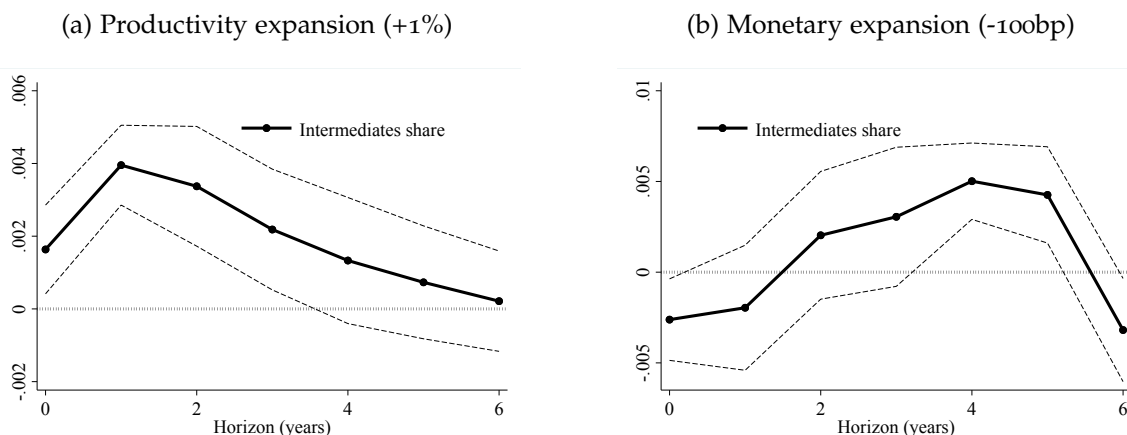 (a) Productivity expansion (+1%)
.006
.004
.002
0
-.002
Intermediates share
0 2 4 6
Horizon (years)
(b) Monetary expansion (-100bp)
.01
.005
0
-.005
Intermediates share
0 2 4 6
Horizon (years)